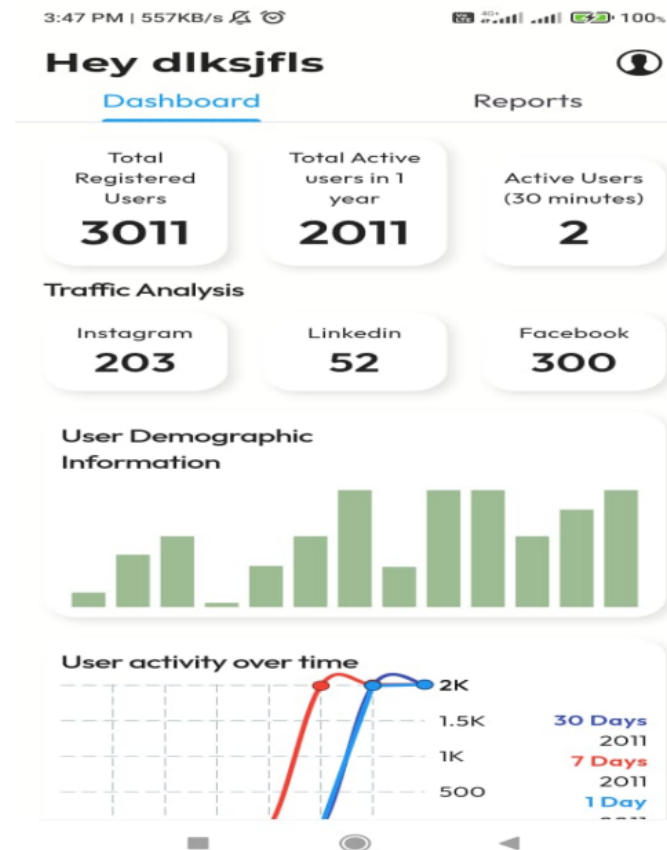 3:47 PM | 557KB/s
4G+
100%
Hey dlksjfls
Dashboard Reports
Total
Registered
Users
3011
Total Active
users in 1
year
2011
Active Users
(30 minutes)
2
Traffic Analysis
Instagram
203
Linkedin
52
Facebook
300
User Demographic
Information
User activity over time
2K
1.5K
1K
500
30 Days
2011
7 Days
2011
1 Day